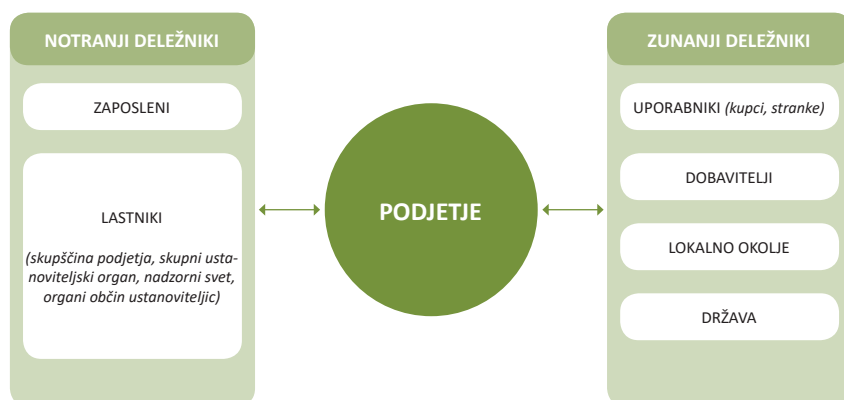 NOTRANJI DELEŽNIKI
ZAPOSLENI
LASTNIKI
(skupščina podjetja, skupni usta-
noviteljski organ, nadzorni svet,
organi občin ustanoviteljic)
PODJETJE
ZUNANJI DELEŽNIKI
UPORABNIKI (kupci, stranke)
DOBAVITELJI
LOKALNO OKOLJE
DRŽAVA